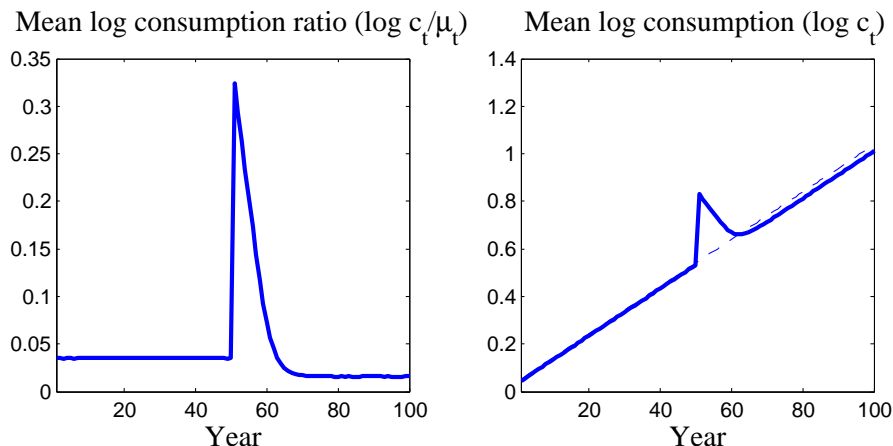 Mean log consumption ratio (log c_t/μ_t)
0.35
0.3
0.25
0.2
0.15
0.1
0.05
0
20 40 60 80 100
Year
Mean log consumption (log c_t)
1.4
1.2
1
0.8
0.6
0.4
0.2
0
20 40 60 80 100
Year